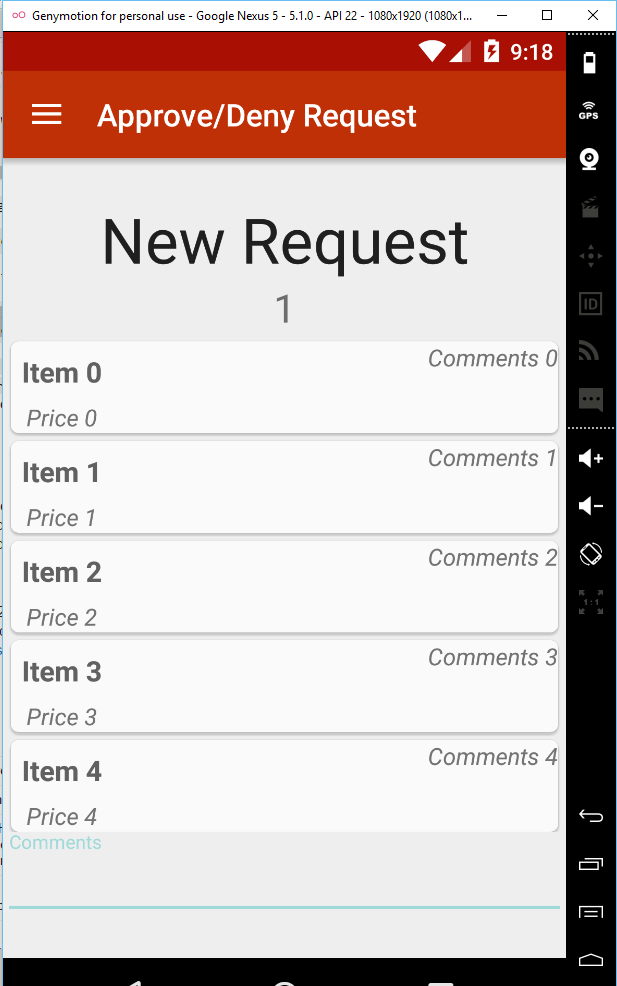 Genymotion for personal use - Google Nexus 5 - 5.1.0 - API 22 - 1080x1920 (1080x1...
9:18
GPS
Approve/Deny Request
New Request
1
Item 0
Comments 0
Price 0
Item 1
Comments 1
Price 1
Item 2
Comments 2
Price 2
Item 3
Comments 3
Price 3
Item 4
Comments 4
Price 4
Comments
ID
1:1